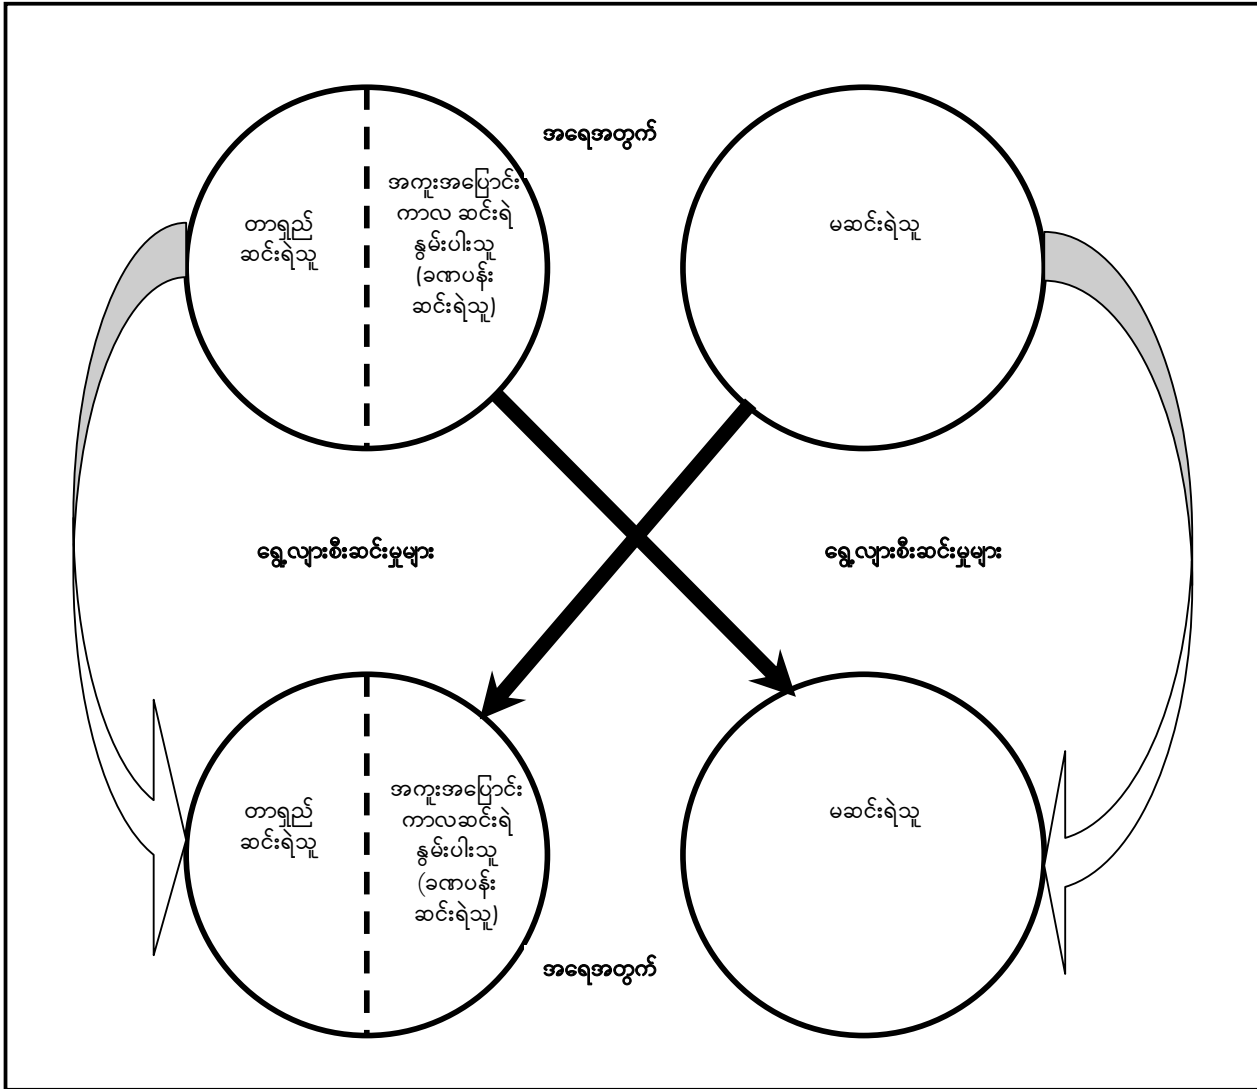 အရေအတွက်
တာရှည်
ဆင်းရဲသူ
အကူးအပြောင်း
ကာလ ဆင်းရဲ
နွမ်းပါးသူ
(ခဏပန်း
ဆင်းရဲသူ)
မဆင်းရဲသူ
ရွေ့လျားစီးဆင်းမှုများ
ရွေ့လျားစီးဆင်းမှုများ
တာရှည်
ဆင်းရဲသူ
အကူးအပြောင်း
ကာလဆင်းရဲ
နွမ်းပါးသူ
(ခဏပန်း
ဆင်းရဲသူ)
မဆင်းရဲသူ
အရေအတွက်